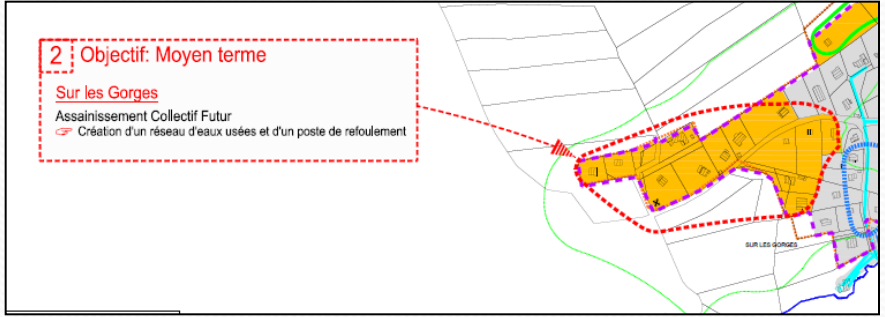 2 Objectif: Moyen terme
Sur les Gorges
Assainissement Collectif Futur
☞ Création d'un réseau d'eaux usées et d'un poste de refoulement
SUR LES GORGES